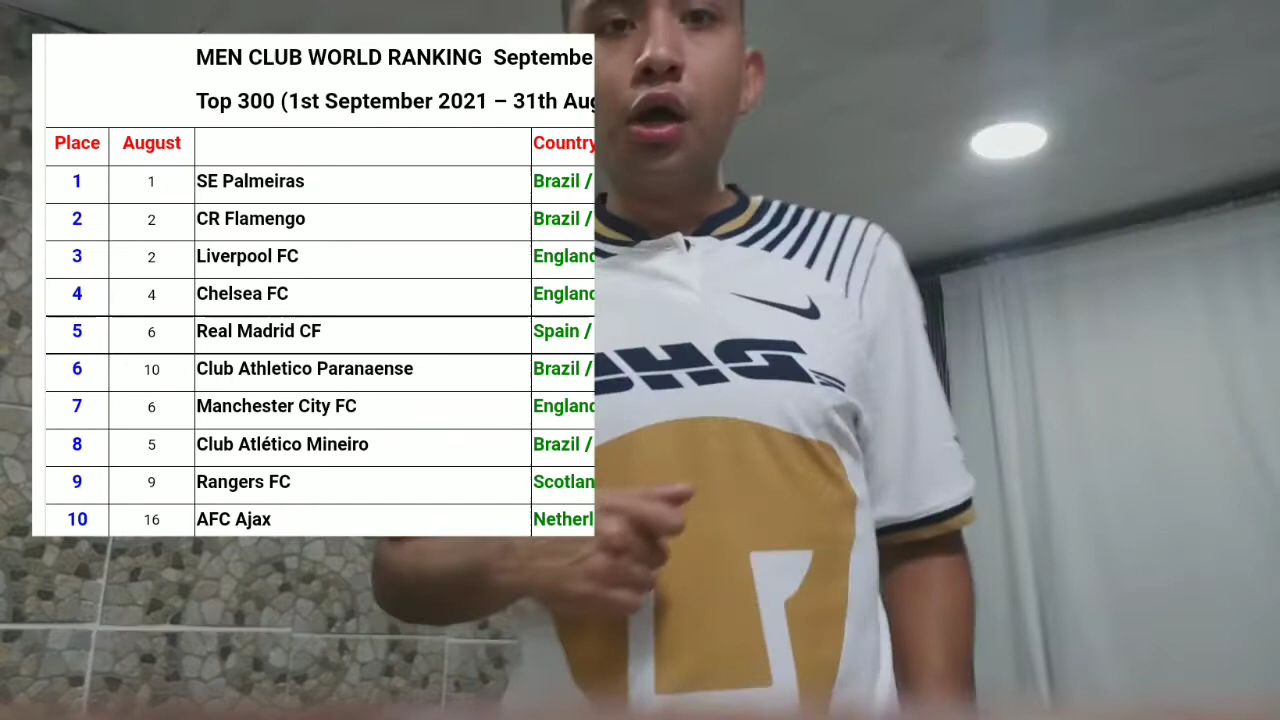 MEN CLUB WORLD RANKING Septembe
Top 300 (1st September 2021 – 31th Aug
Place August Country
1 1 SE Palmeiras Brazil /
2 2 CR Flamengo Brazil /
3 2 Liverpool FC England
4 4 Chelsea FC England
5 6 Real Madrid CF Spain /
6 10 Club Athletico Paranaense Brazil /
7 6 Manchester City FC England
8 5 Club Atlético Mineiro Brazil /
9 9 Rangers FC Scotlan
10 16 AFC Ajax Netherl
DHG